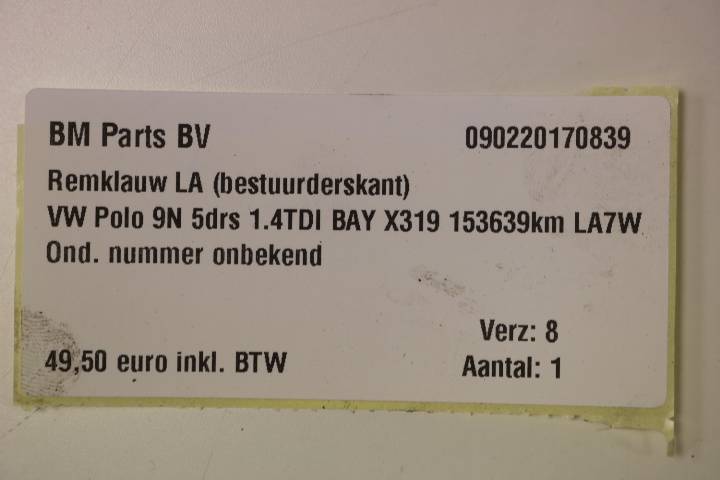 BM Parts BV 090220170839
Remklauw LA (bestuurderskant)
VW Polo 9N 5drs 1.4TDI BAY X319 153639km LA7W
Ond. nummer onbekend
Verz: 8
49,50 euro inkl. BTW Aantal: 1